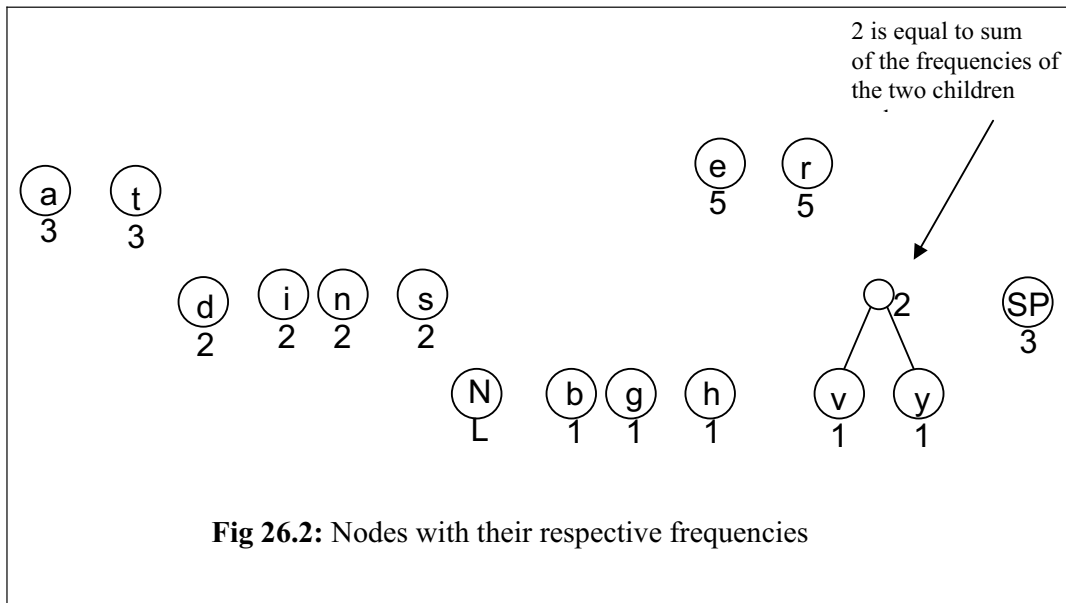 2 is equal to sum
of the frequencies of
the two children
e r
5 5
a t
3 3
d i n s
2 2 2 2
2
SP
3
N
L
b g h
1 1 1
v y
1 1
Fig 26.2: Nodes with their respective frequencies